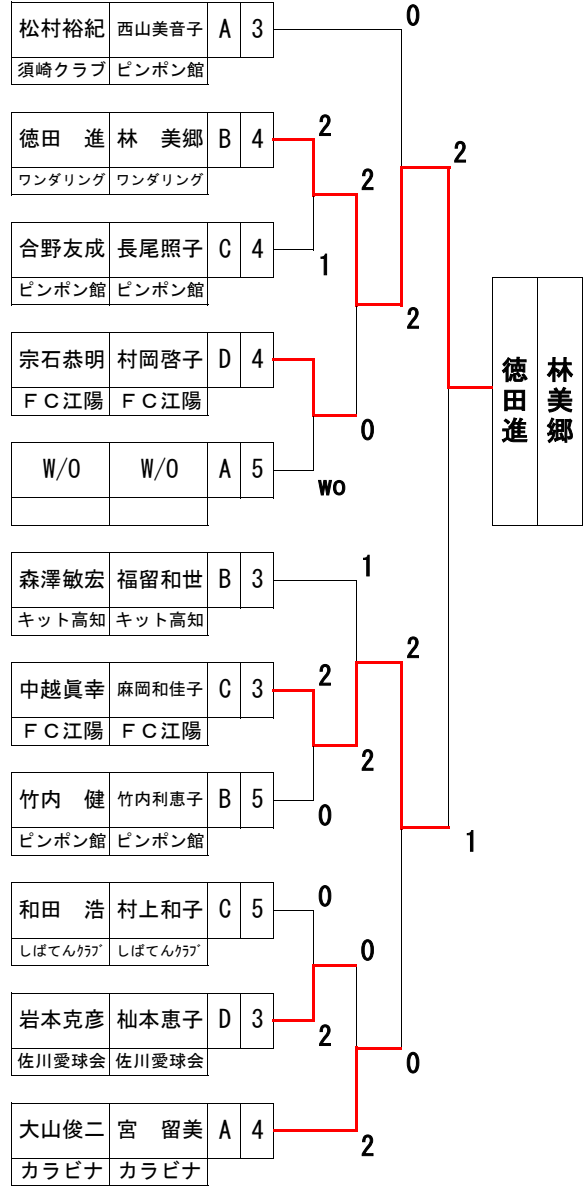 松村裕紀 西山美音子 A 3
0
須崎クラブ ピンポン館
徳田 進 林 美郷 B 4
2
2
ワンダリング ワンダリング
2
合野友成 長尾照子 C 4
1
ピンポン館 ピンポン館
2
宗石恭明 村岡啓子 D 4
徳田進 林美郷
FC江陽 FC江陽
0
W/O W/O A 5
WO
森澤敏宏 福留和世 B 3
1
キット高知 キット高知
2
中越眞幸 麻岡和佳子 C 3
2
FC江陽 FC江陽
2
竹内 健 竹内利恵子 B 5
0
ピンポン館 ピンポン館
1
和田 浩 村上和子 C 5
0
しばてんクラブ しばてんクラブ
0
岩本克彦 杣本恵子 D 3
2
佐川愛球会 佐川愛球会
0
大山俊二 宮 留美 A 4
2
カラビナ カラビナ